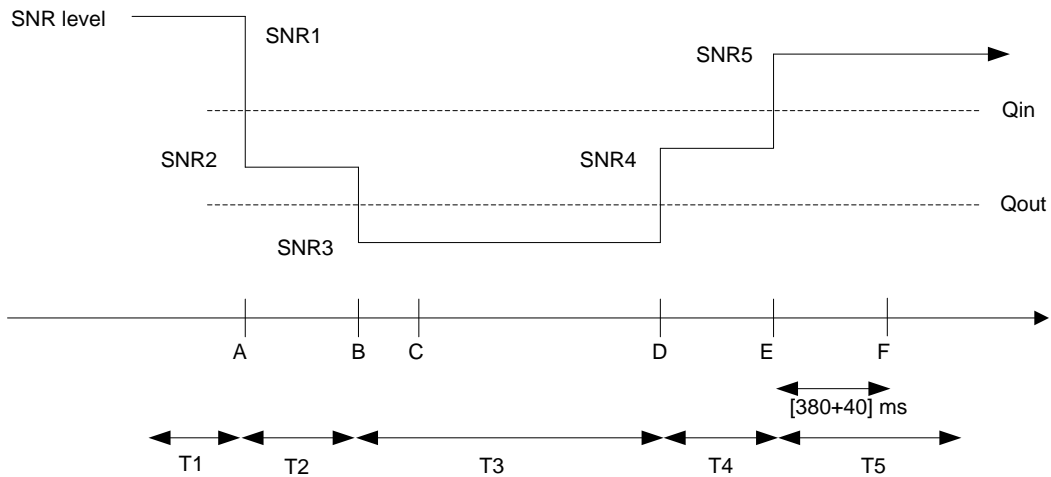 SNR level
SNR1
SNR5
Qin
SNR2
SNR4
Qout
SNR3
A
B
C
D
E
F
[380+40] ms
T1
T2
T3
T4
T5